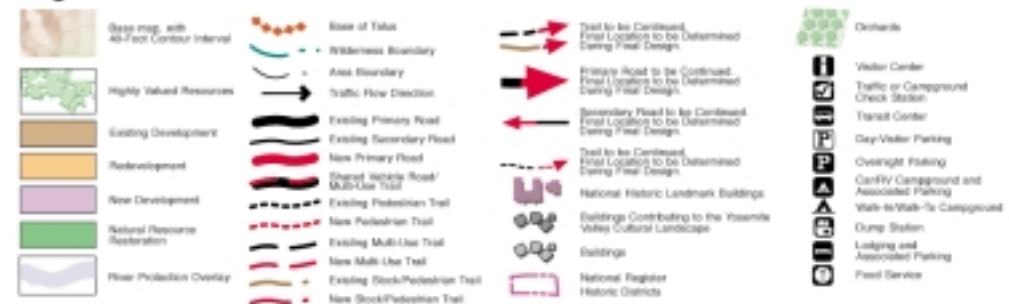 Base map, with
40-Foot Contour Interval
Highly Valued Resources
Existing Development
Redevelopment
New Development
Natural Resource
Restoration
River Protection Overlay
Base of Talus
Wilderness Boundary
Area Boundary
Traffic Flow Direction
Existing Primary Road
Existing Secondary Road
New Primary Road
Shared Vehicle Road/
Multi-Use Trail
Existing Pedestrian Trail
New Pedestrian Trail
Existing Multi-Use Trail
New Multi-Use Trail
Existing Stock/Pedestrian Trail
New Stock/Pedestrian Trail
Trail to be Continued,
Final Location to be Determined
During Final Design.
Primary Road to be Continued.
Final Location to be Determined
During Final Design.
Secondary Road to be Continued.
Final Location to be Determined
During Final Design.
Trail to be Continued,
Final Location to be Determined
During Final Design.
National Historic Landmark Buildings
Buildings Contributing to the Yosemite
Valley Cultural Landscape
Buildings
National Register
Historic Districts
Orchards
Visitor Center
Traffic or Campground
Check Station
Transit Center
P Day-Visitor Parking
P Overnight Parking
Car/RV Campground and
Associated Parking
Walk-In/Walk-To Campground
Dump Station
Lodging and
Associated Parking
Food Service